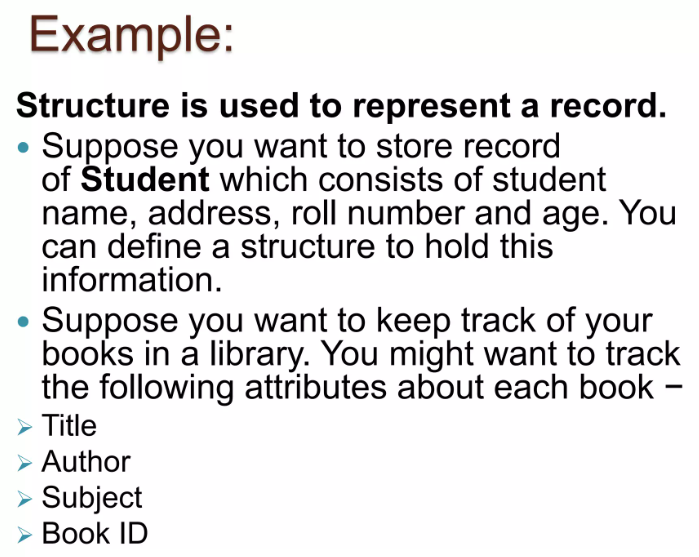 Example:
Structure is used to represent a record.
• Suppose you want to store record
of Student which consists of student
name, address, roll number and age. You
can define a structure to hold this
information.
• Suppose you want to keep track of your
books in a library. You might want to track
the following attributes about each book −
➢ Title
➢ Author
➢ Subject
➢ Book ID